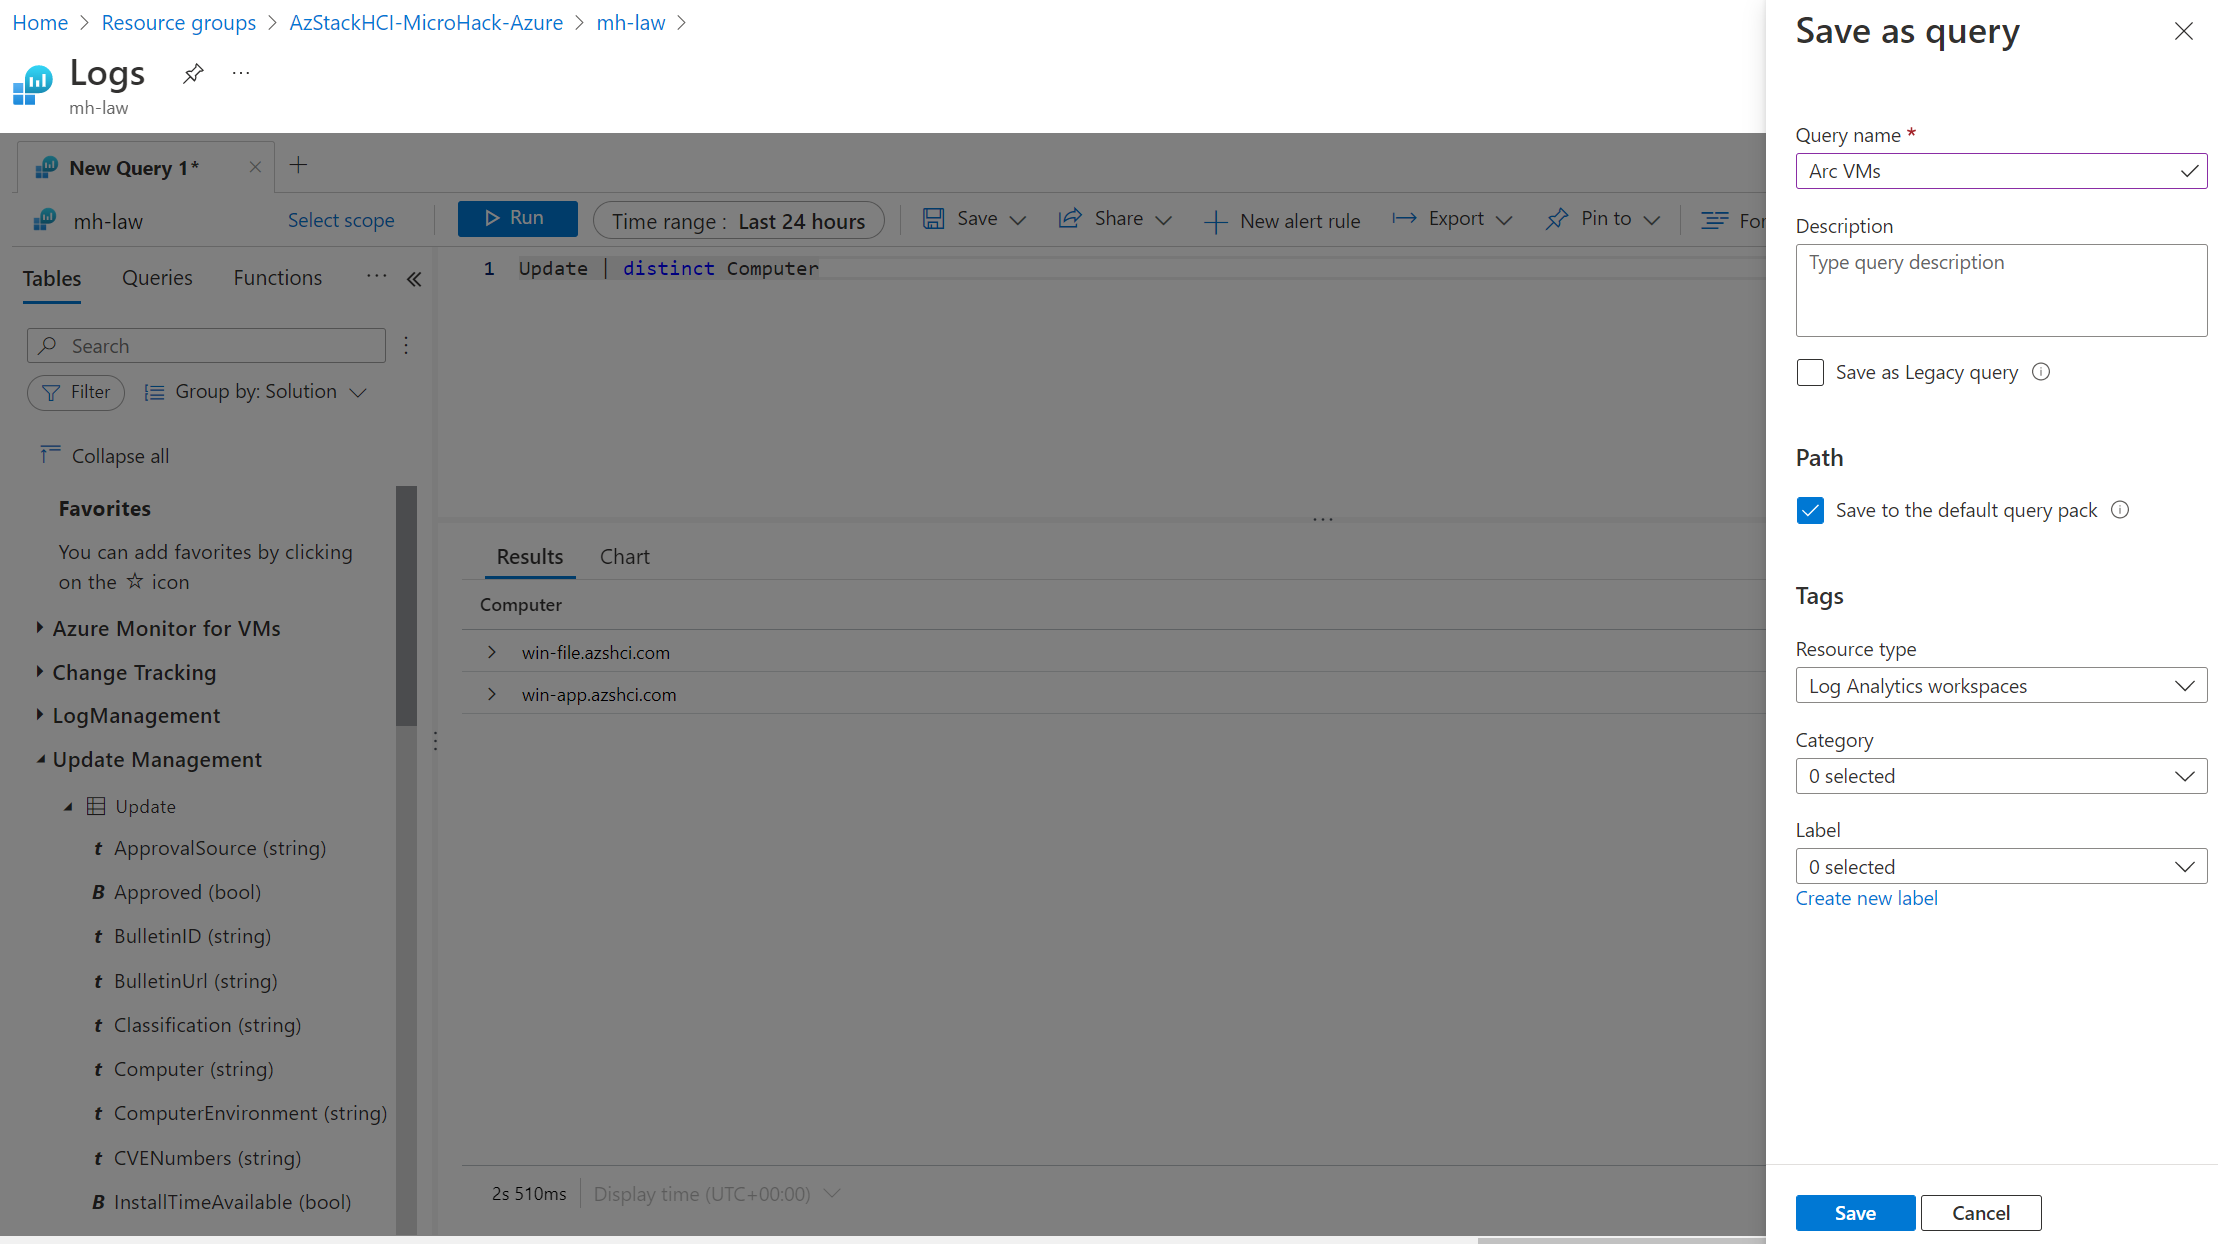 Home > Resource groups > AzStackHCI-MicroHack-Azure > mh-law >
Logs
mh-law
New Query 1*
mh-law
Select scope
Run
Time range : Last 24 hours
Save
Share
New alert rule
Export
Pin to
For
Tables
Queries
Functions
Search
Filter
Group by: Solution
Collapse all
Favorites
You can add favorites by clicking
on the ☆ icon
Azure Monitor for VMs
Change Tracking
LogManagement
Update Management
Update
t ApprovalSource (string)
B Approved (bool)
t BulletinID (string)
t BulletinUrl (string)
t Classification (string)
t Computer (string)
t ComputerEnvironment (string)
t CVENumbers (string)
B InstallTimeAvailable (bool)
1 Update | distinct Computer
Results
Chart
Computer
win-file.azshci.com
win-app.azshci.com
2s 510ms
Display time (UTC+00:00)
Save as query
Query name *
Arc VMs
Description
Type query description
Save as Legacy query
Path
Save to the default query pack
Tags
Resource type
Log Analytics workspaces
Category
0 selected
Label
0 selected
Create new label
Save
Cancel